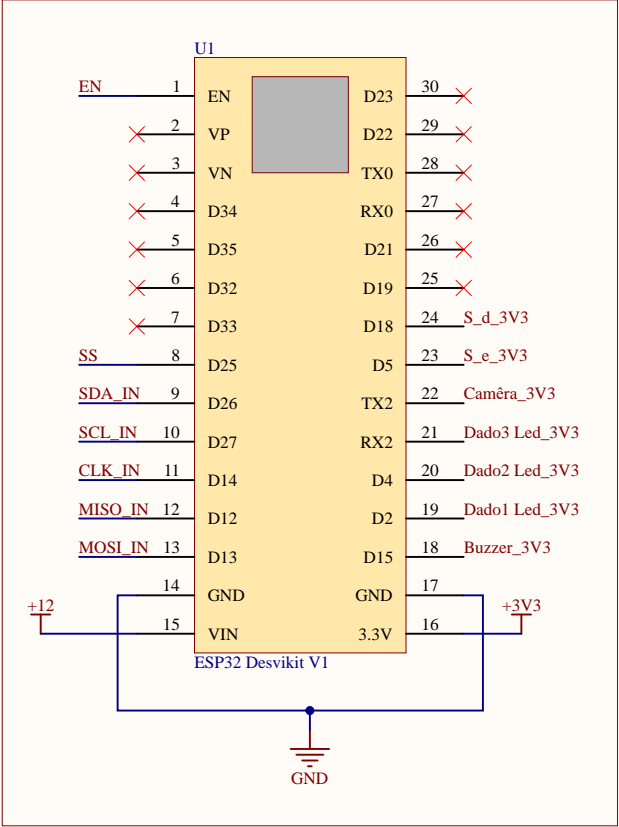 U1
EN 1 EN D23 30
2 VP D22 29
3 VN TX0 28
4 D34 RX0 27
5 D35 D21 26
6 D32 D19 25
7 D33 D18 24 S_d_3V3
SS 8 D25 D5 23 S_e_3V3
SDA_IN 9 D26 TX2 22 Camêra_3V3
SCL_IN 10 D27 RX2 21 Dado3 Led_3V3
CLK_IN 11 D14 D4 20 Dado2 Led_3V3
MISO_IN 12 D12 D2 19 Dado1 Led_3V3
MOSI_IN 13 D13 D15 18 Buzzer_3V3
14 GND GND 17
+12 15 VIN 3.3V 16 +3V3
ESP32 Desvikit V1
GND